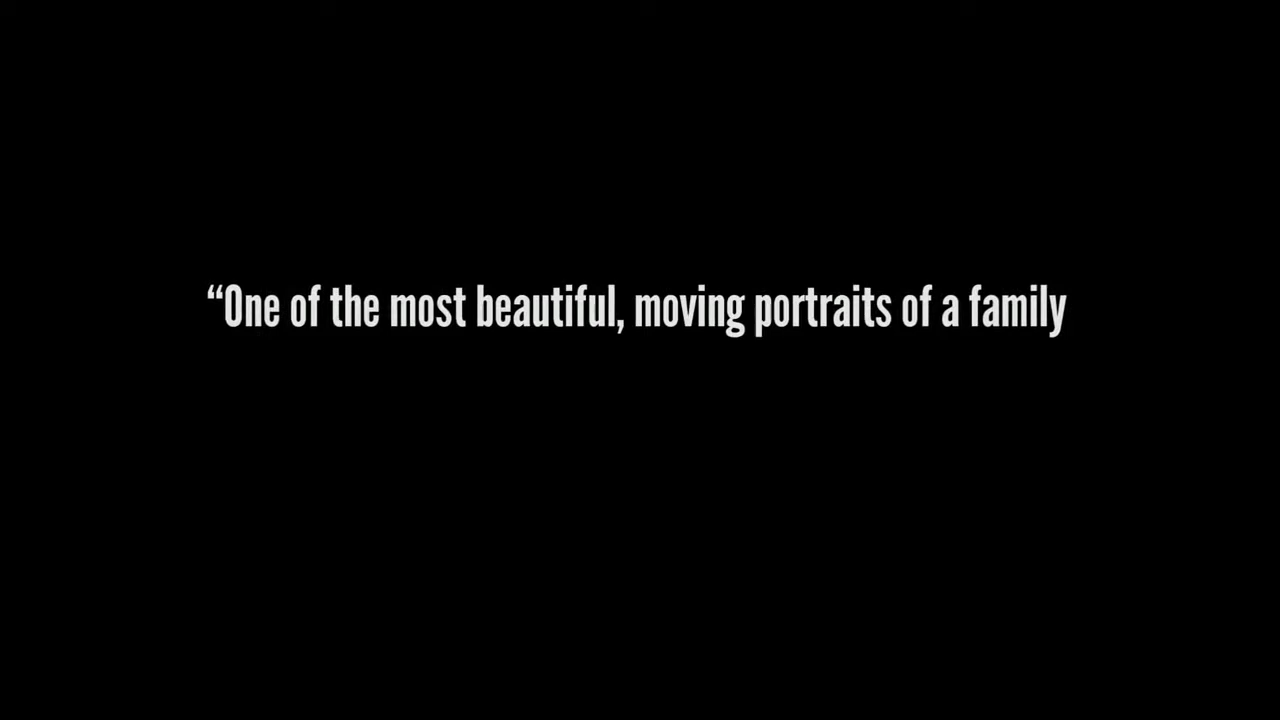 “One of the most beautiful, moving portraits of a family